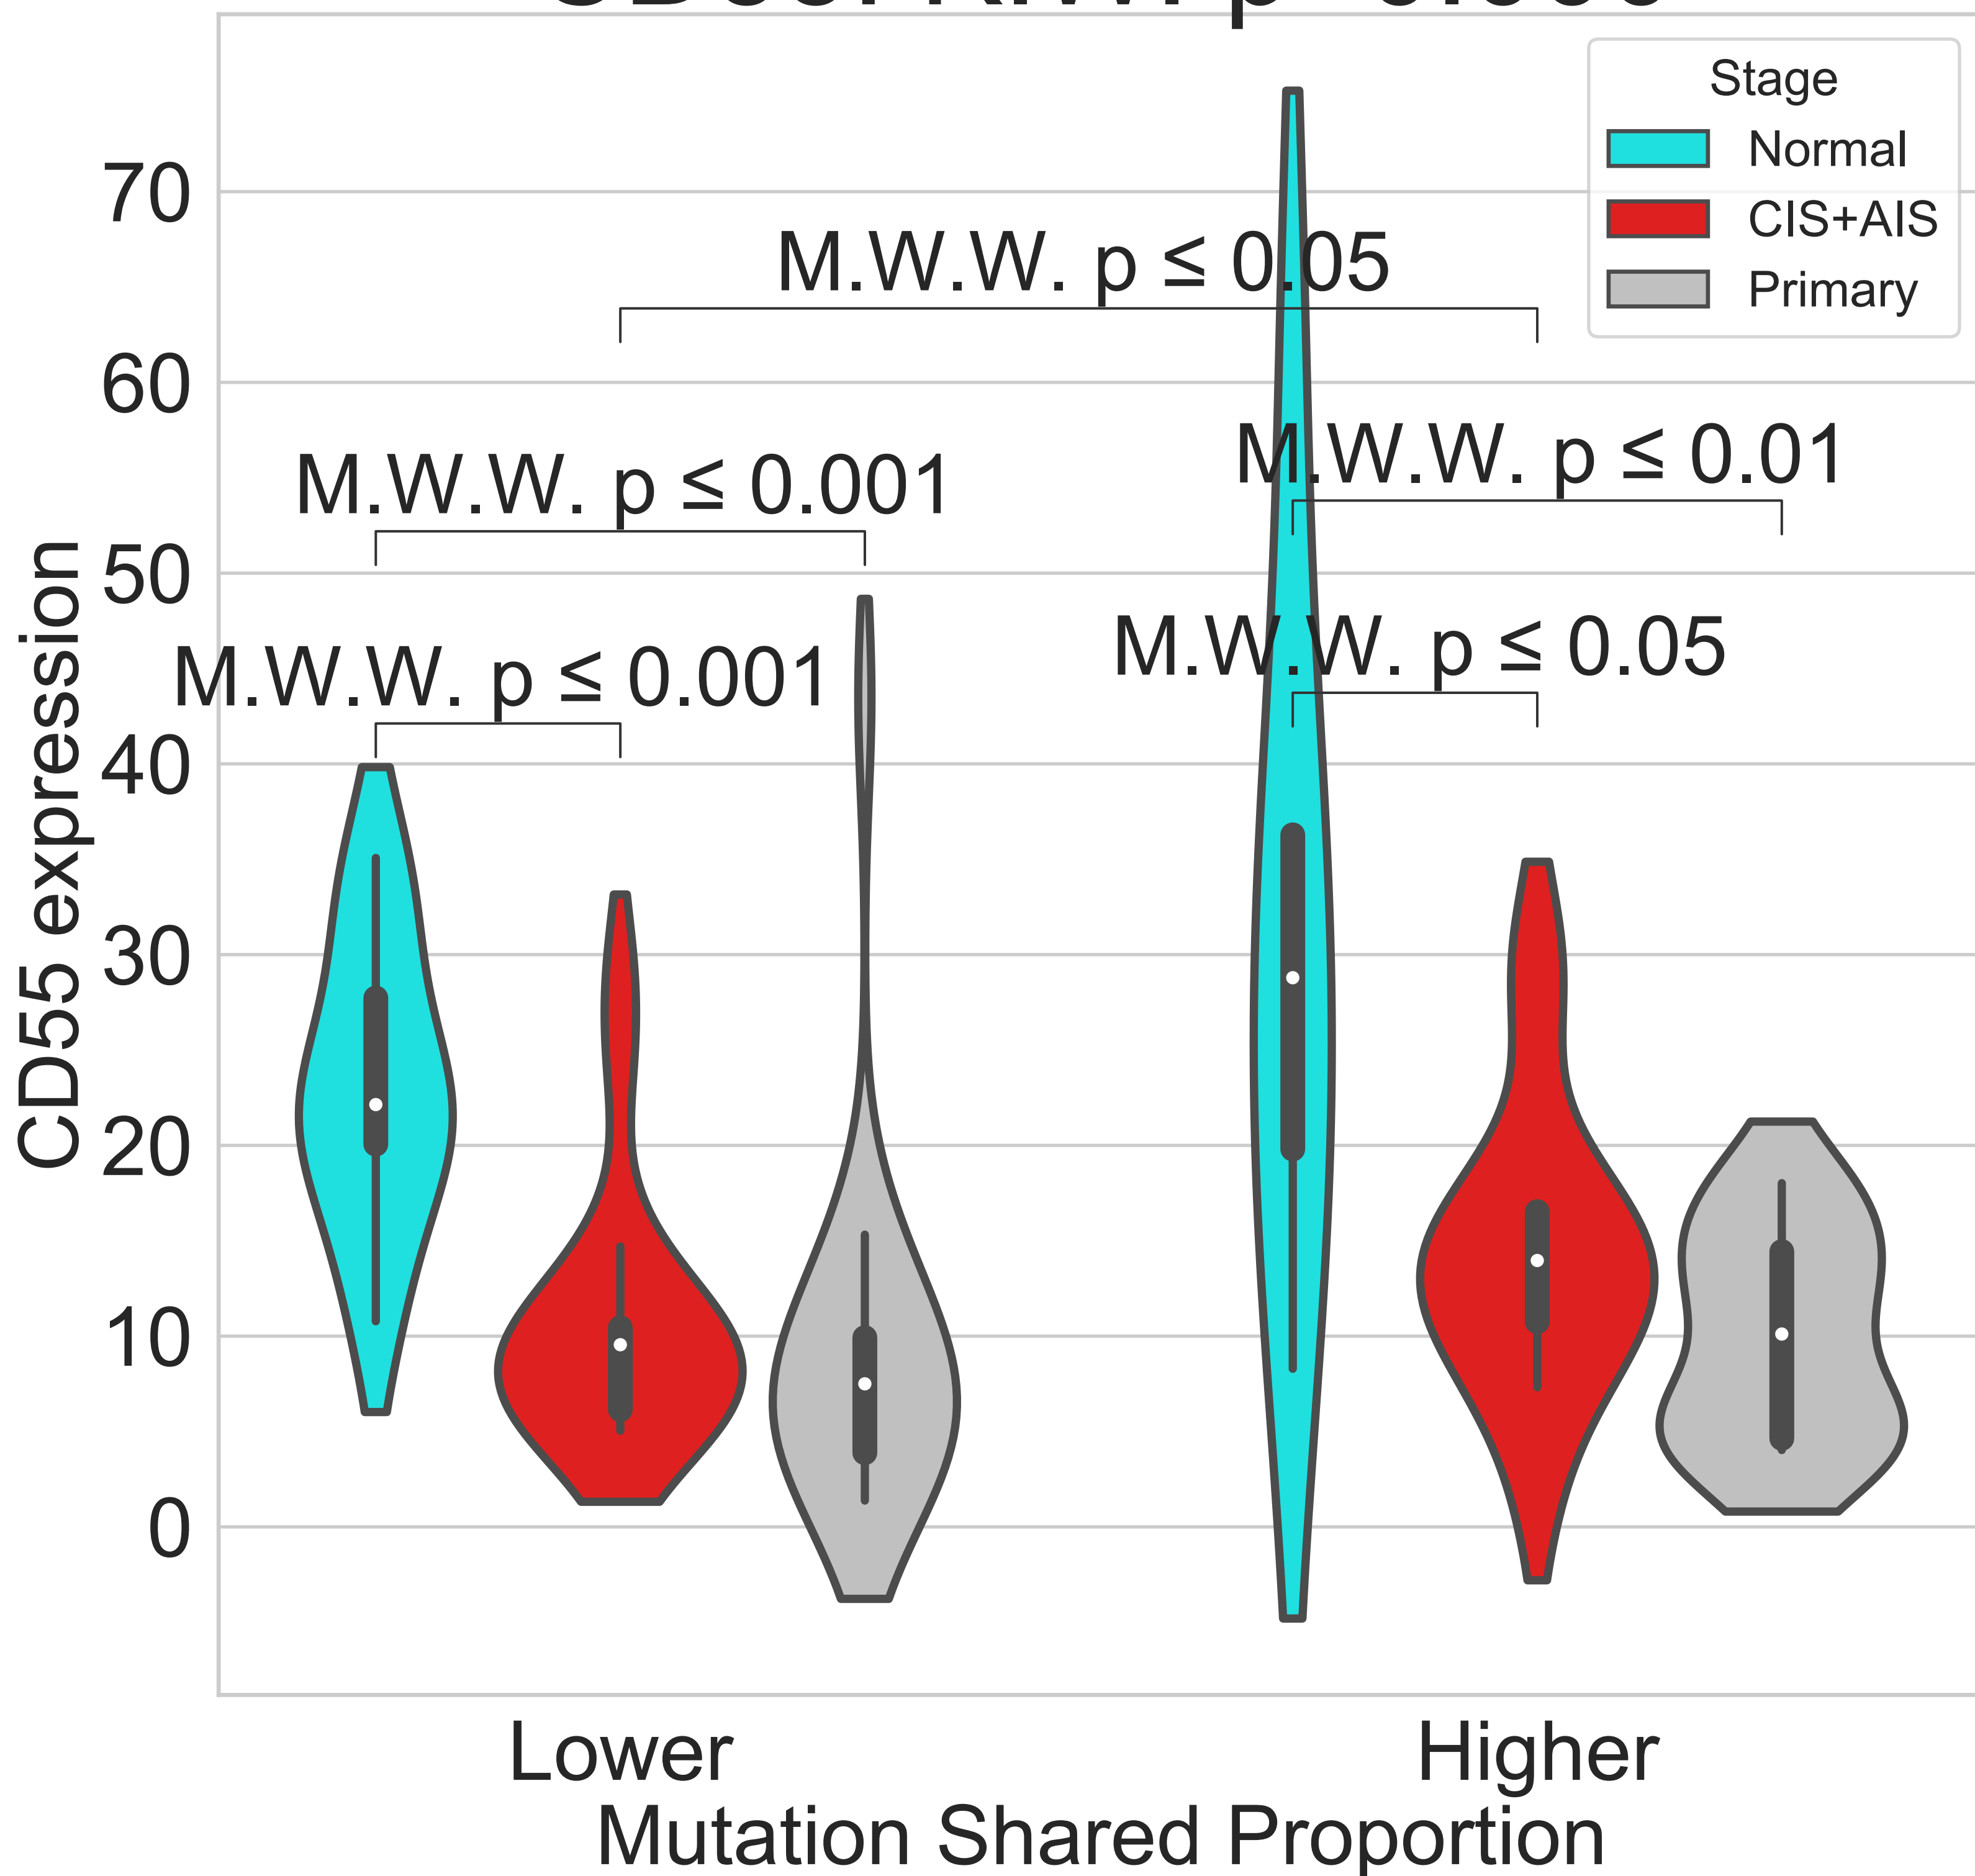 Stage
Normal
CIS+AIS
Primary
M.W.W. p ≤ 0.05
M.W.W. p ≤ 0.01
M.W.W. p ≤ 0.001
M.W.W. p ≤ 0.05
M.W.W. p ≤ 0.001
CD55 expression
70
60
50
40
30
20
10
0
Lower
Higher
Mutation Shared Proportion